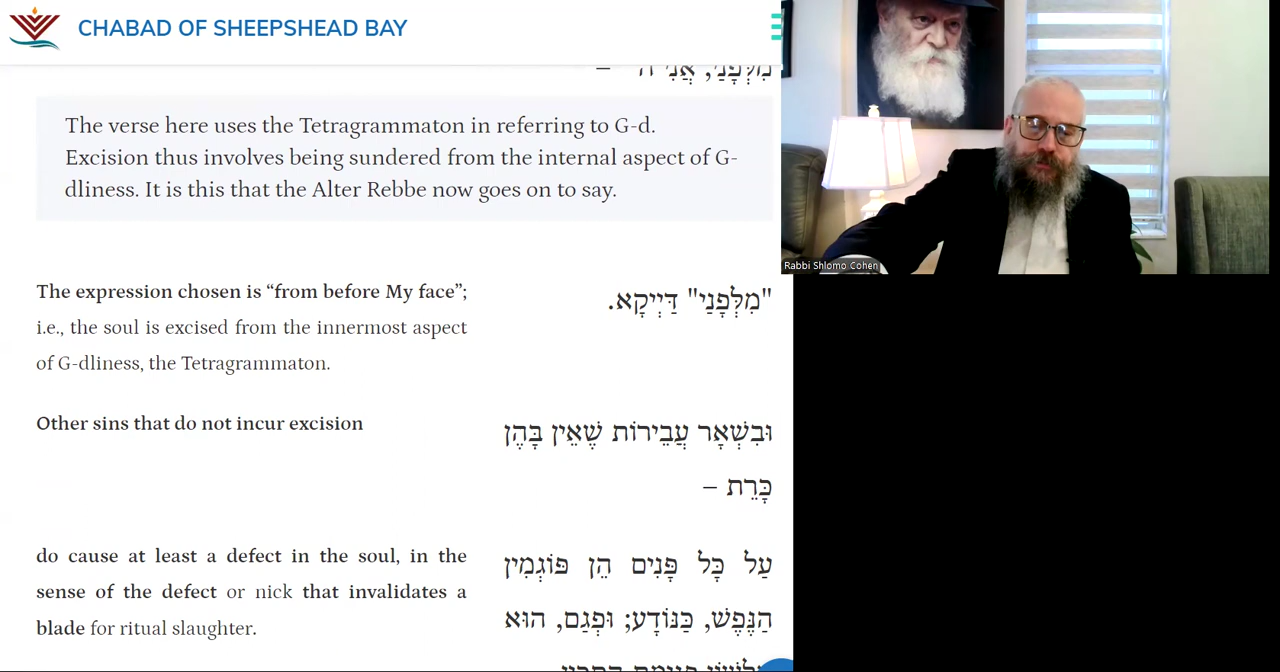 CHABAD OF SHEEPSHEAD BAY
מִלְּפָנַי, אֲנִי ה' –
The verse here uses the Tetragrammaton in referring to G-d.
Excision thus involves being sundered from the internal aspect of G-
dliness. It is this that the Alter Rebbe now goes on to say.
The expression chosen is “from before My face”;
i.e., the soul is excised from the innermost aspect
of G-dliness, the Tetragrammaton.
"מִלְּפָנַי" דַּיְיקָא.
Other sins that do not incur excision
וּבִשְׁאָר עֲבֵירוֹת שֶׁאֵין בָּהֶן
כָּרֵת –
do cause at least a defect in the soul, in the
sense of the defect or nick that invalidates a
blade for ritual slaughter.
עַל כָּל פָּנִים הֵן פּוֹגְמִין
הַנֶּפֶשׁ, כַּנּוֹדָע; וּפְגַם, הוּא
Rabbi Shlomo Cohen